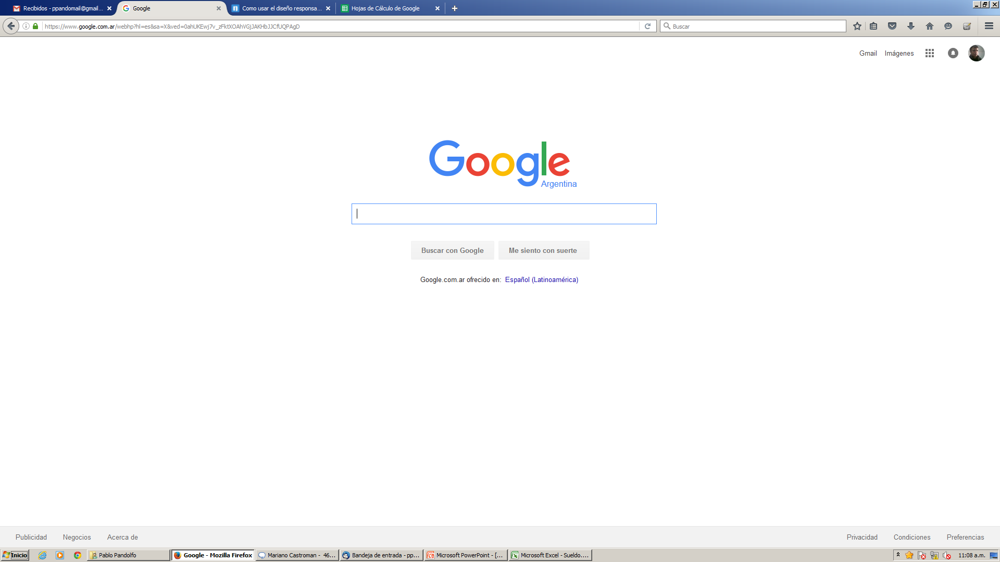 Recibidos - ppandomail@gmail...
Google
Como usar el diseño responsa...
Hojas de Cálculo de Google
https://www.google.com.ar/webhp?hl=es&sa=X&ved=0ahUKEwj7v_zFktXOAhVGjJAKHbJJCfUQPAgD
Buscar
Gmail
Imágenes
Google
Argentina
Buscar con Google
Me siento con suerte
Google.com.ar ofrecido en: Español (Latinoamérica)
Publicidad
Negocios
Acerca de
Privacidad
Condiciones
Preferencias
Inicio
Pablo Pandolfo
Google - Mozilla Firefox
Mariano Castroman - 46...
Bandeja de entrada - pp...
Microsoft PowerPoint - [...
Microsoft Excel - Sueldo....
11:08 a.m.